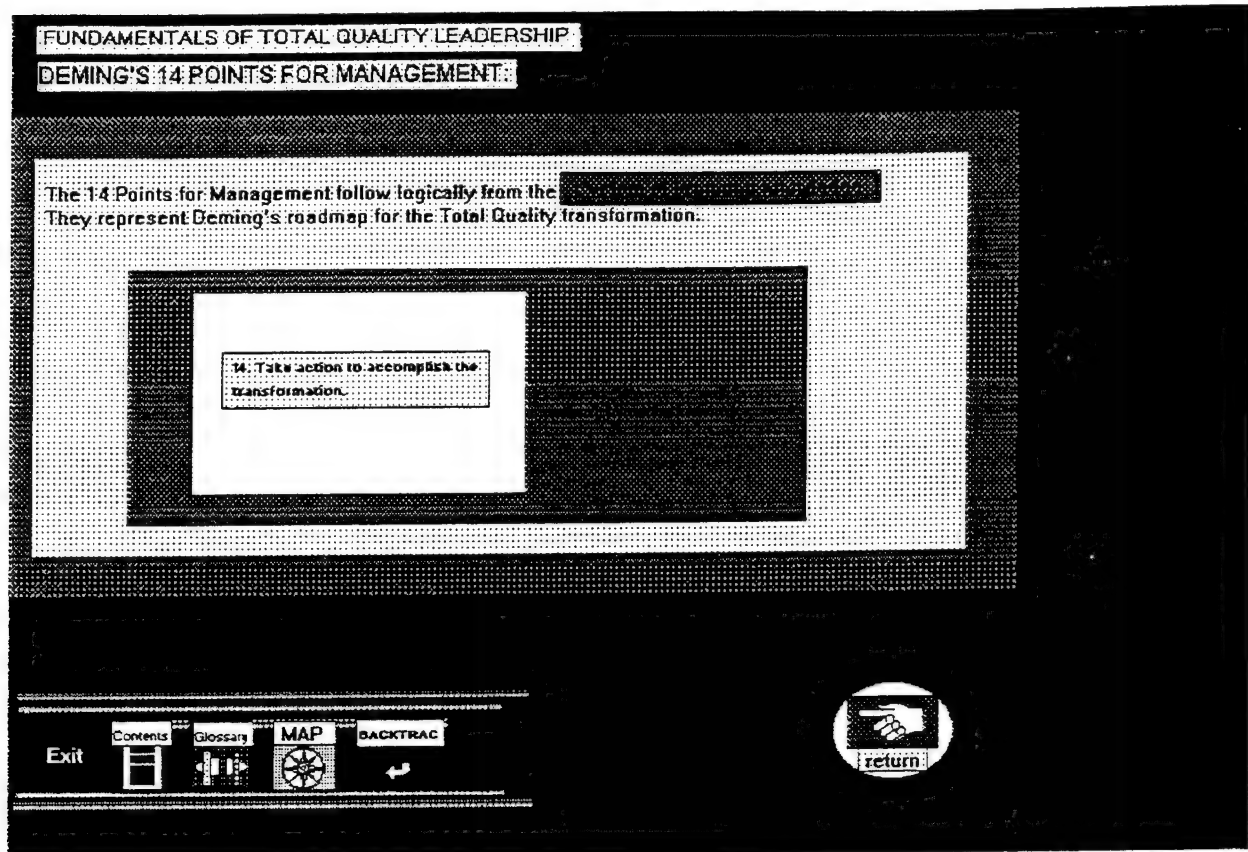 FUNDAMENTALS OF TOTAL QUALITY LEADERSHIP
DEMING'S 14 POINTS FOR MANAGEMENT:
The 14 Points for Management follow logically from the
They represent Deming's roadmap for the Total Quality transformation.
14. Take action to accomplish the
transformation.
Exit
Contents
Glossary
MAP
BACKTRAC
return